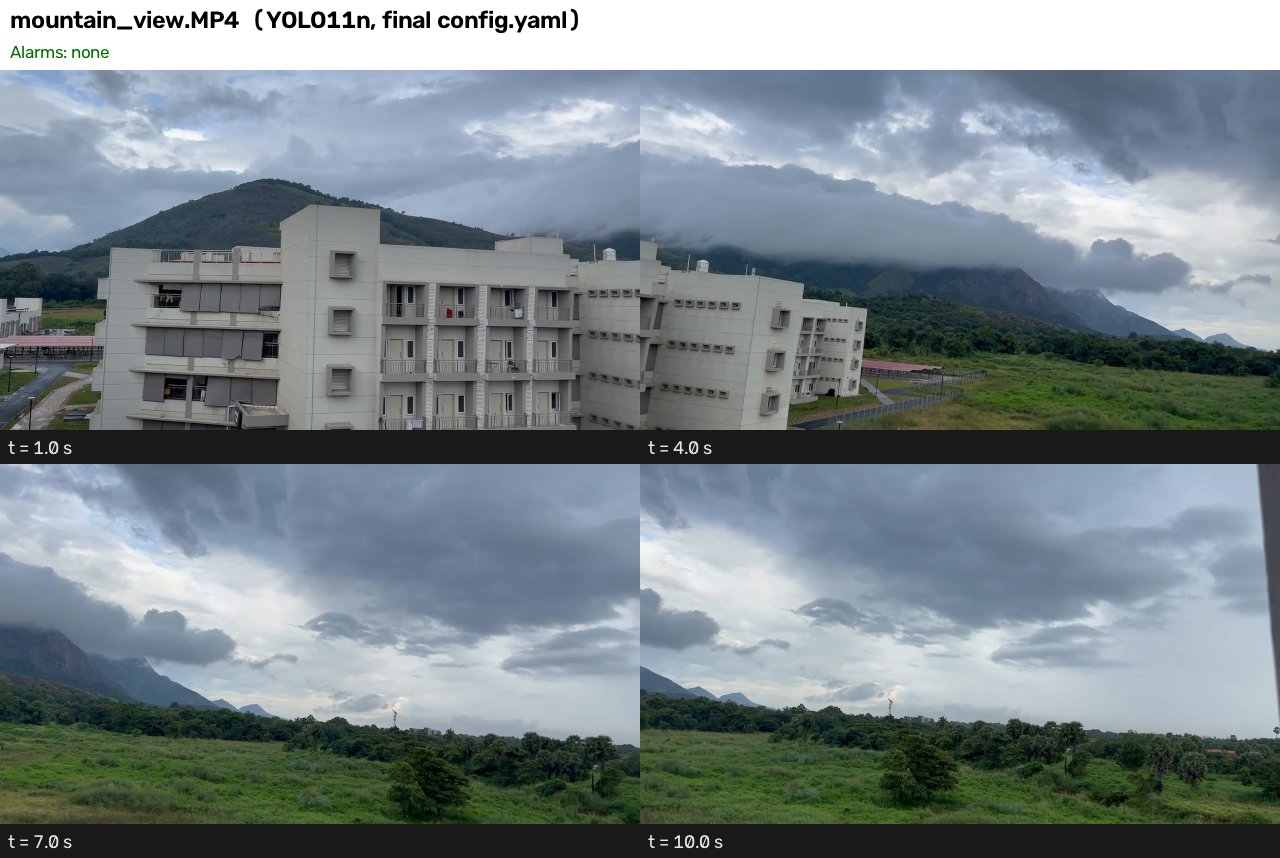 mountain_view.MP4 (YOLO11n, final config.yaml)
Alarms: none
t = 1.0 s
t = 4.0 s
t = 7.0 s
t = 10.0 s